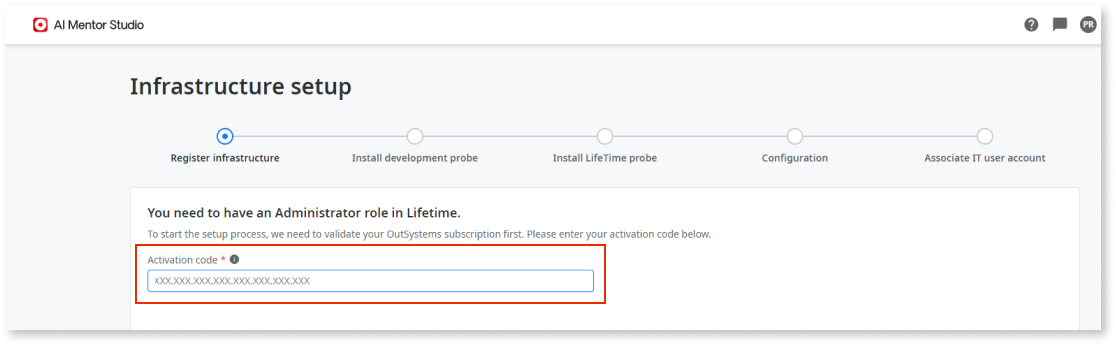 AI Mentor Studio
PR
Infrastructure setup
Register infrastructure
Install development probe
Install LifeTime probe
Configuration
Associate IT user account
You need to have an Administrator role in Lifetime.
To start the setup process, we need to validate your OutSystems subscription first. Please enter your activation code below.
Activation code *
XXX.XXX.XXX.XXX.XXX.XXX.XXX.XXX